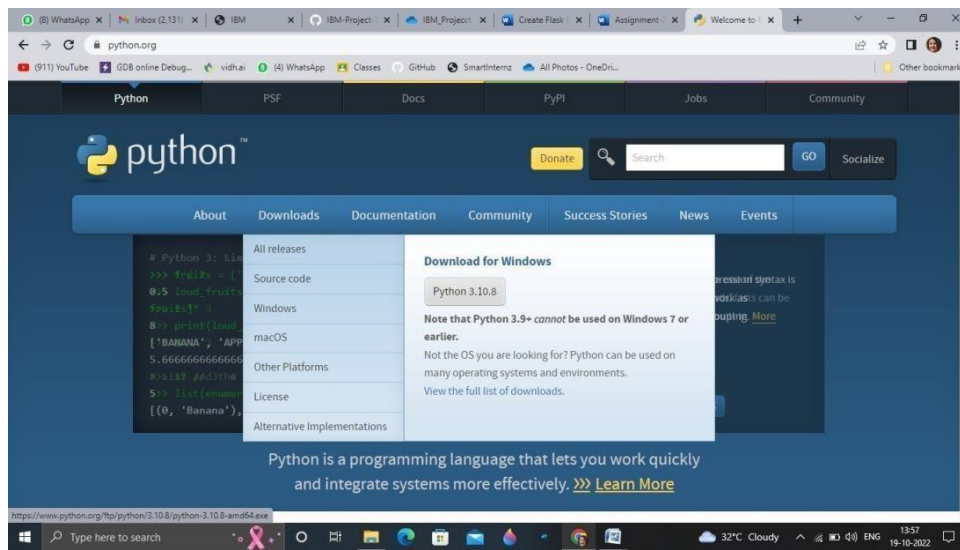 (8) WhatsApp
Inbox (2,131)
IBM
IBM-Project-
IBM_Project
Create Flask
Assignment-
Welcome to
python.org
(911) YouTube
GDB online Debug...
vidh.ai
(4) WhatsApp
Classes
GitHub
SmartInternz
All Photos - OneDri...
Other bookmark
Python
PSF
Docs
PyPI
Jobs
Community
python™
Donate
Search
GO
Socialize
About
Downloads
Documentation
Community
Success Stories
News
Events
All releases
Source code
Windows
macOS
Other Platforms
License
Alternative Implementations
Download for Windows
Python 3.10.8
Note that Python 3.9+ cannot be used on Windows 7 or
earlier.
Not the OS you are looking for? Python can be used on
many operating systems and environments.
View the full list of downloads.
# Python 3:
loud_fruits
>> print(loud_
['BANANA', 'APP
5.6666666666666
>> list(enumer
[(0, 'Banana'),
More
Python is a programming language that lets you work quickly
and integrate systems more effectively. >>> Learn More
https://www.python.org/ftp/python/3.10.8/python-3.10.8-amd64.exe
Type here to search
32°C Cloudy
ENG
13:57
19-10-2022